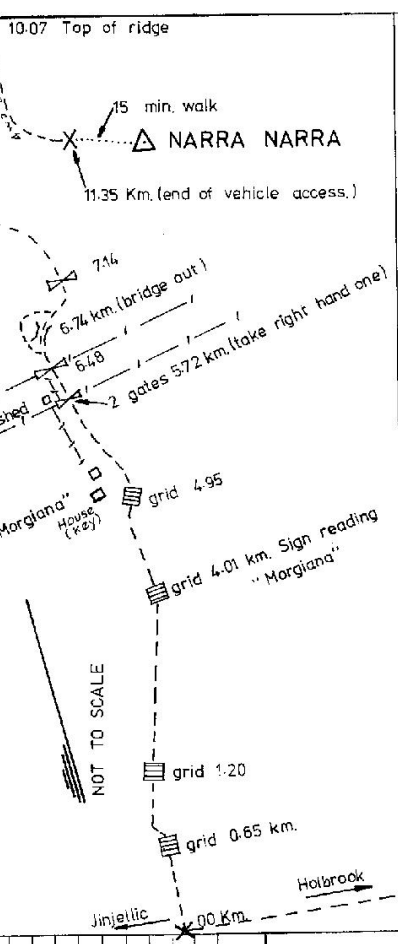 10.07 Top of ridge
15 min. walk
NARRA NARRA
11.35 Km. (end of vehicle access.)
7.14
6.74 km. (bridge out)
6.48
2 gates 5.72 km. (take right hand one)
shed
grid 4.95
Morgiana"
House
(key)
grid 4.01 km. Sign reading
"Morgiana"
NOT TO SCALE
grid 1.20
grid 0.65 km.
Holbrook
Jinjellic
.00 Km.